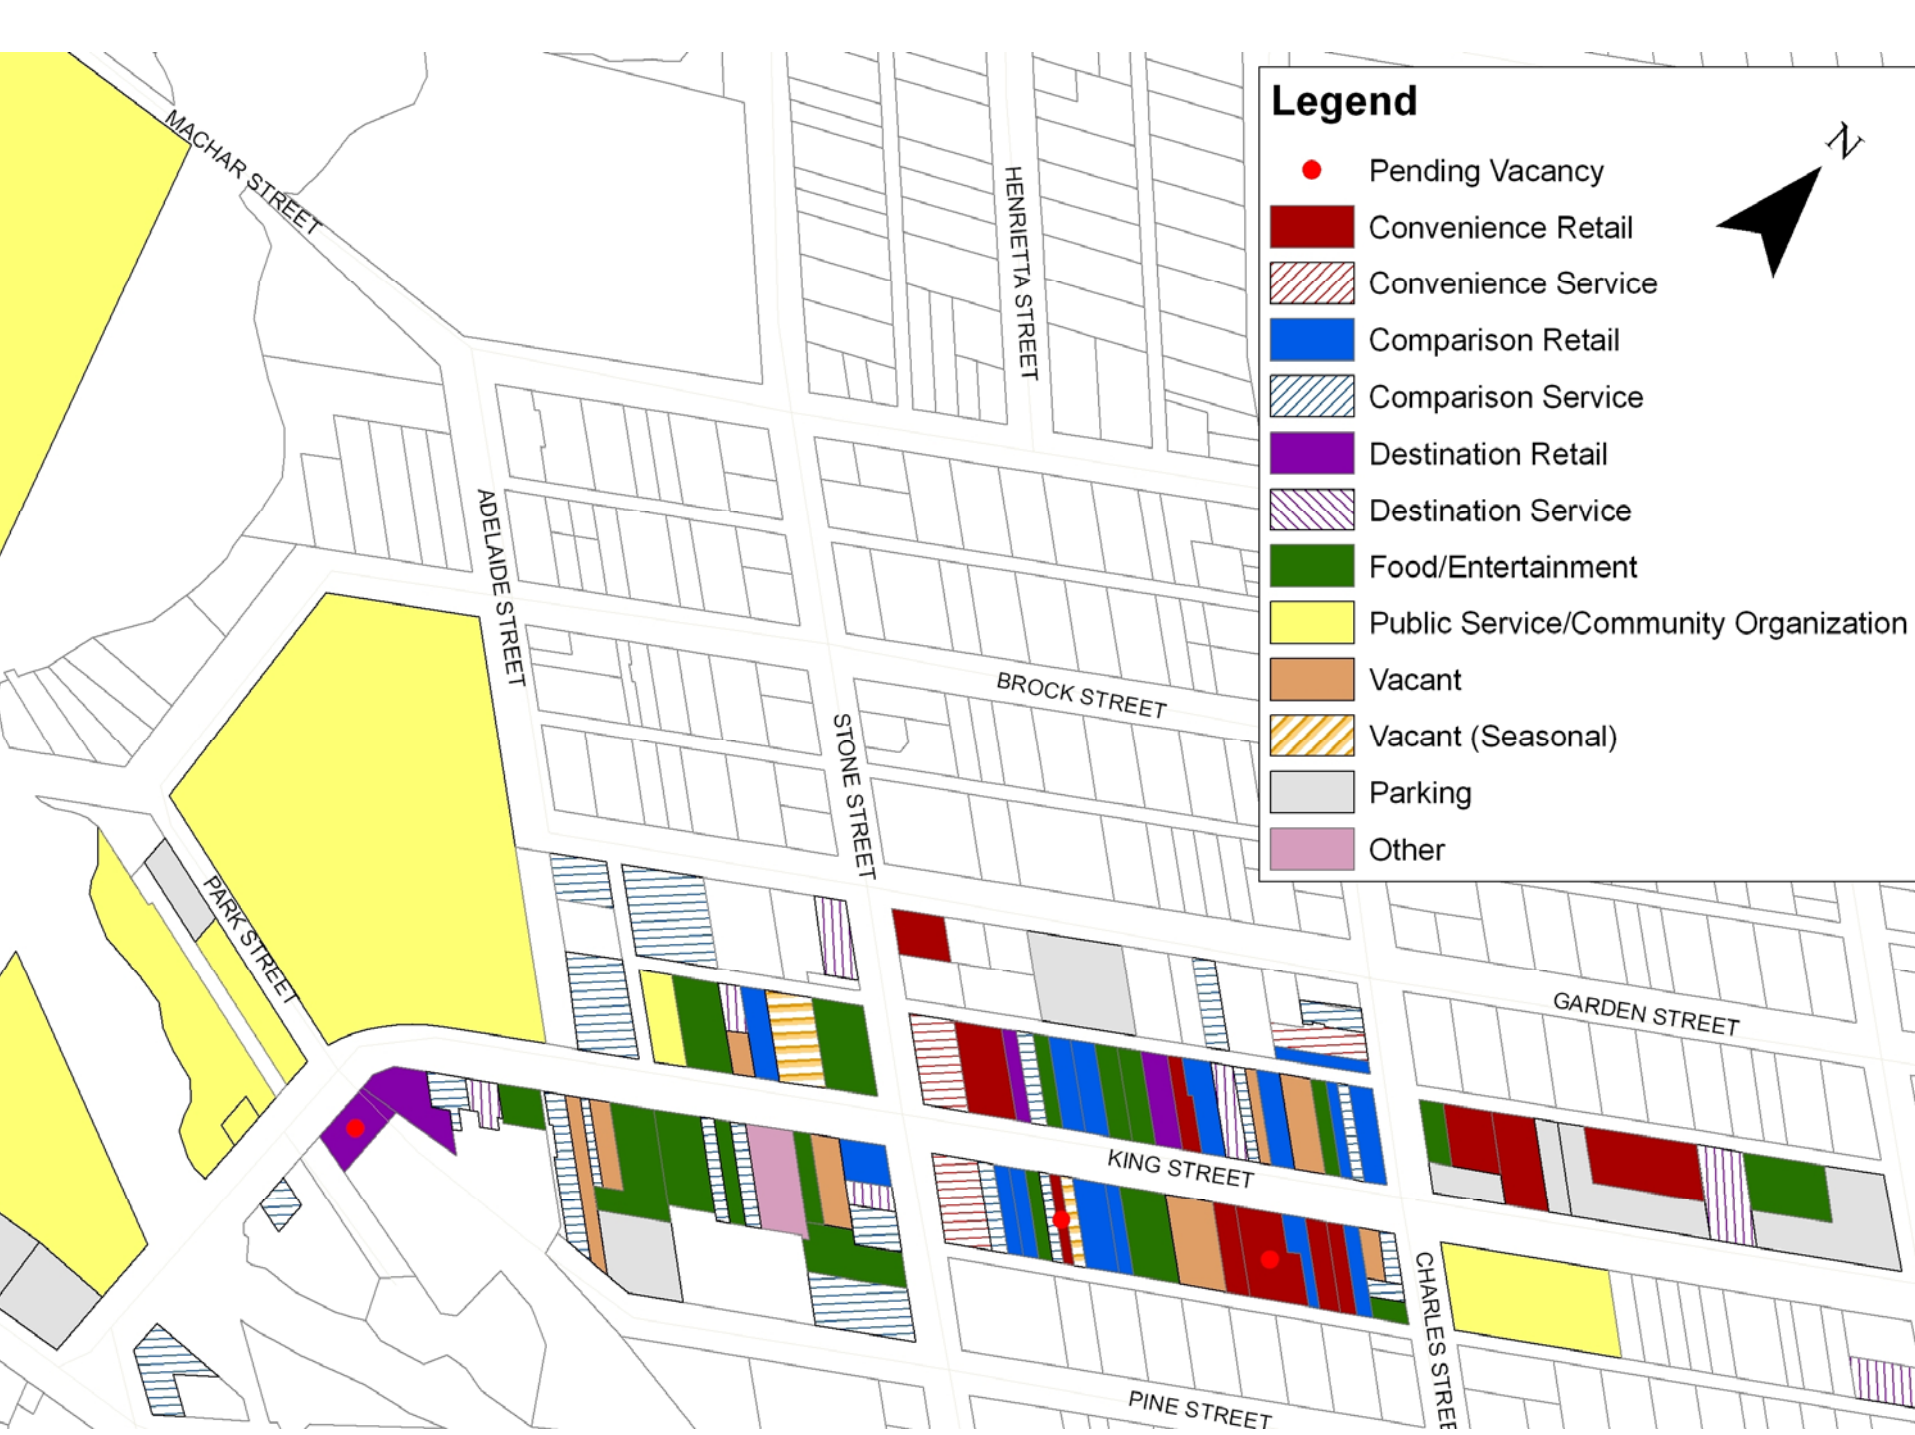 Legend
N
Pending Vacancy
Convenience Retail
Convenience Service
Comparison Retail
Comparison Service
Destination Retail
Destination Service
Food/Entertainment
Public Service/Community Organization
Vacant
Vacant (Seasonal)
Parking
Other
MACHAR STREET
HENRIETTA STREET
ADELAIDE STREET
BROCK STREET
STONE STREET
PARK STREET
GARDEN STREET
KING STREET
CHARLES STREE
PINE STREET